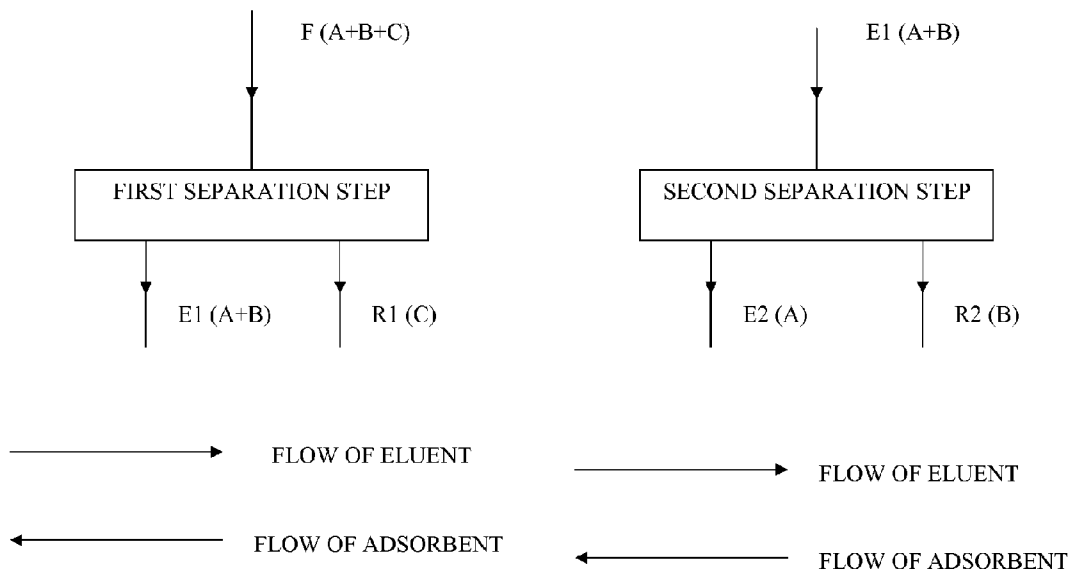 F (A+B+C)
FIRST SEPARATION STEP
E1 (A+B)
R1 (C)
FLOW OF ELUENT
FLOW OF ADSORBENT
E1 (A+B)
SECOND SEPARATION STEP
E2 (A)
R2 (B)
FLOW OF ELUENT
FLOW OF ADSORBENT